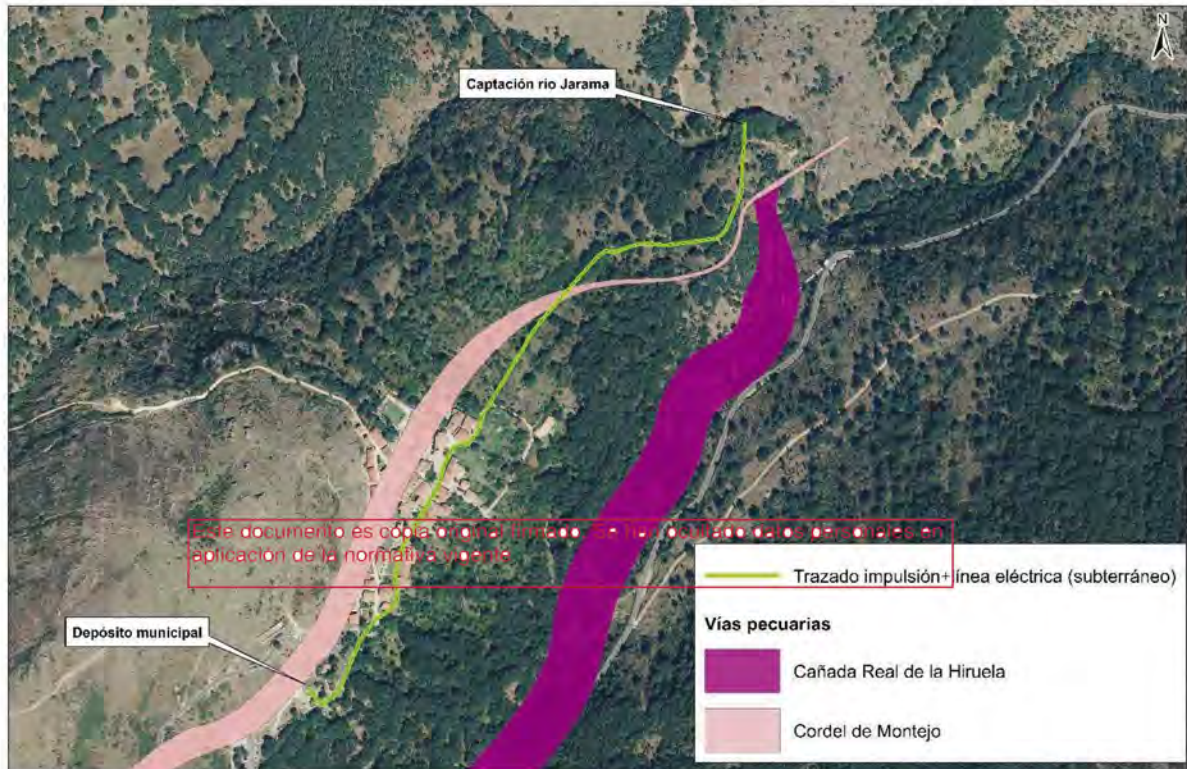 N
Captación río Jarama
Este documento es copia original firmado. Se han ocultado datos personales en
aplicación de la normativa vigente
Trazado impulsión+línea eléctrica (subterráneo)
Vías pecuarias
Depósito municipal
Cañada Real de la Hiruela
Cordel de Montejo